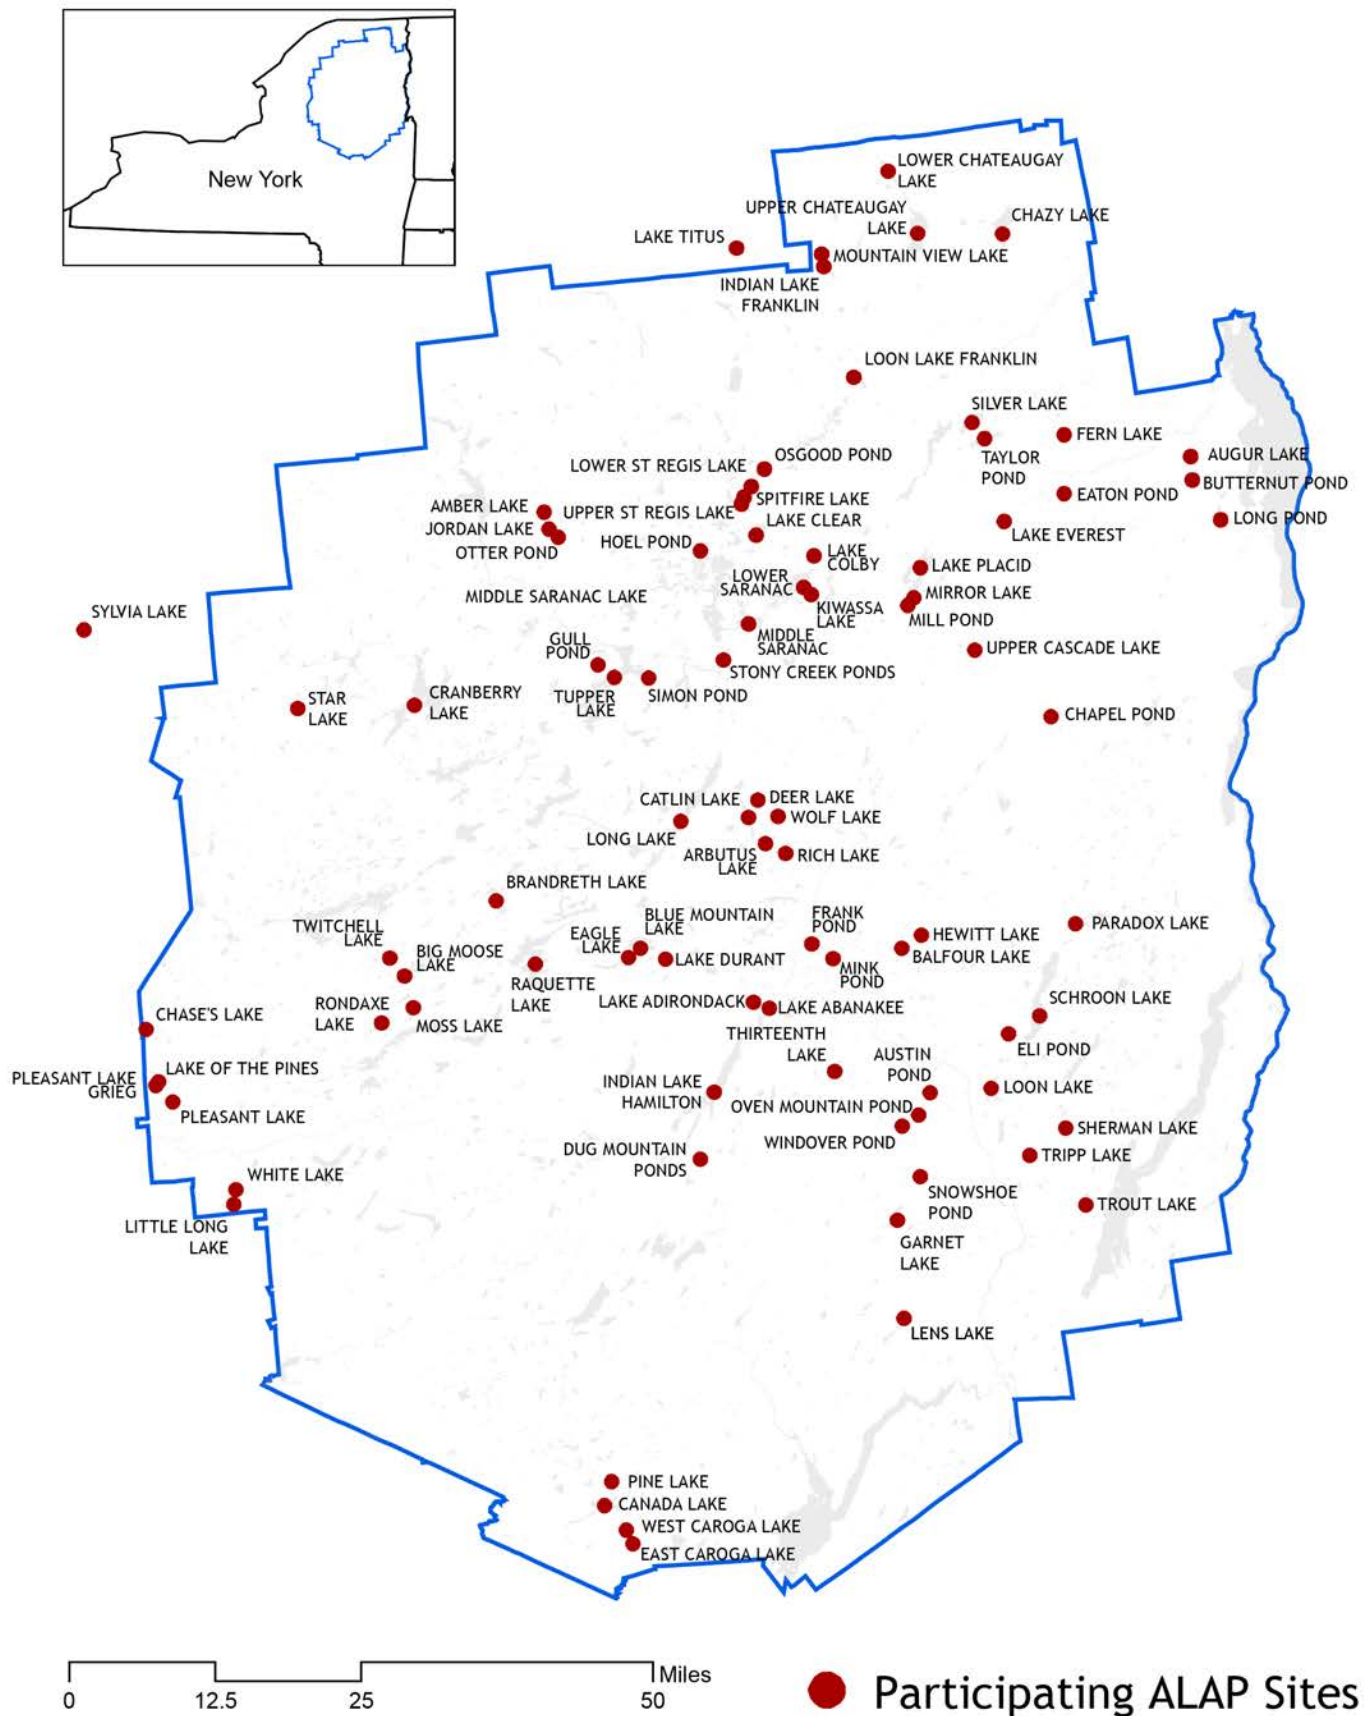 New York
LOWER CHATEAUGAY
LAKE
UPPER CHATEAUGAY
LAKE
CHAZY LAKE
LAKE TITUS
MOUNTAIN VIEW LAKE
INDIAN LAKE
FRANKLIN
LOON LAKE FRANKLIN
SILVER LAKE
TAYLOR
POND
FERN LAKE
AUGUR LAKE
BUTTERNUT POND
EATON POND
LONG POND
LAKE EVEREST
OSGOOD POND
LOWER ST REGIS LAKE
SPITFIRE LAKE
UPPER ST REGIS LAKE
LAKE CLEAR
AMBER LAKE
JORDAN LAKE
OTTER POND
HOEL POND
LAKE
COLBY
LAKE PLACID
LOWER
SARANAC
MIRROR LAKE
MIDDLE SARANAC LAKE
KIWASSA
LAKE
MILL POND
SYLVIA LAKE
GULL
POND
MIDDLE
SARANAC
UPPER CASCADE LAKE
STONY CREEK PONDS
TUPPER
LAKE
SIMON POND
STAR
LAKE
CRANBERRY
LAKE
CHAPEL POND
CATLIN LAKE
DEER LAKE
WOLF LAKE
LONG LAKE
ARBUTUS
LAKE
RICH LAKE
BRANDRETH LAKE
TWITCHELL
LAKE
BIG MOOSE
LAKE
EAGLE
LAKE
BLUE MOUNTAIN
LAKE
LAKE DURANT
FRANK
POND
MINK
POND
HEWITT LAKE
BALFOUR LAKE
PARADOX LAKE
RAQUETTE
LAKE
RONDAXE
LAKE
MOSS LAKE
LAKE ADIRONDACK
LAKE ABANAKEE
SCHROON LAKE
CHASE'S LAKE
THIRTEENTH
LAKE
ELI POND
AUSTIN
POND
LAKE OF THE PINES
PLEASANT LAKE
GRIEG
PLEASANT LAKE
INDIAN LAKE
HAMILTON
LOON LAKE
OVEN MOUNTAIN POND
WINDOVER POND
SHERMAN LAKE
DUG MOUNTAIN
PONDS
TRIPP LAKE
WHITE LAKE
SNOWSHOE
POND
TROUT LAKE
LITTLE LONG
LAKE
GARNET
LAKE
LENS LAKE
PINE LAKE
CANADA LAKE
WEST CAROGA LAKE
EAST CAROGA LAKE
Miles
0 12.5 25 50
Participating ALAP Sites